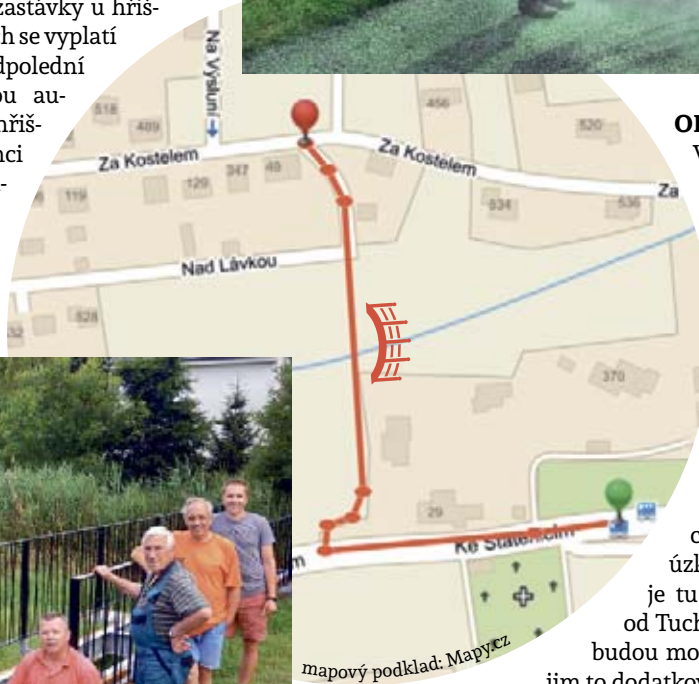 zastávky u hřiš-
ch se vyplatí
dpolední
ou au-
hřiš-
nci
Na Výsluní
518
489
456
520
Za Kostelem
Za Kostelem
Za
119
129
347
49
534
536
Nad Lávkou
528
370
29
Ke Statenicím
m
mapový podklad: Mapy.cz
úzk
je tu
od Tuch
budou mo
jim to dodatkov